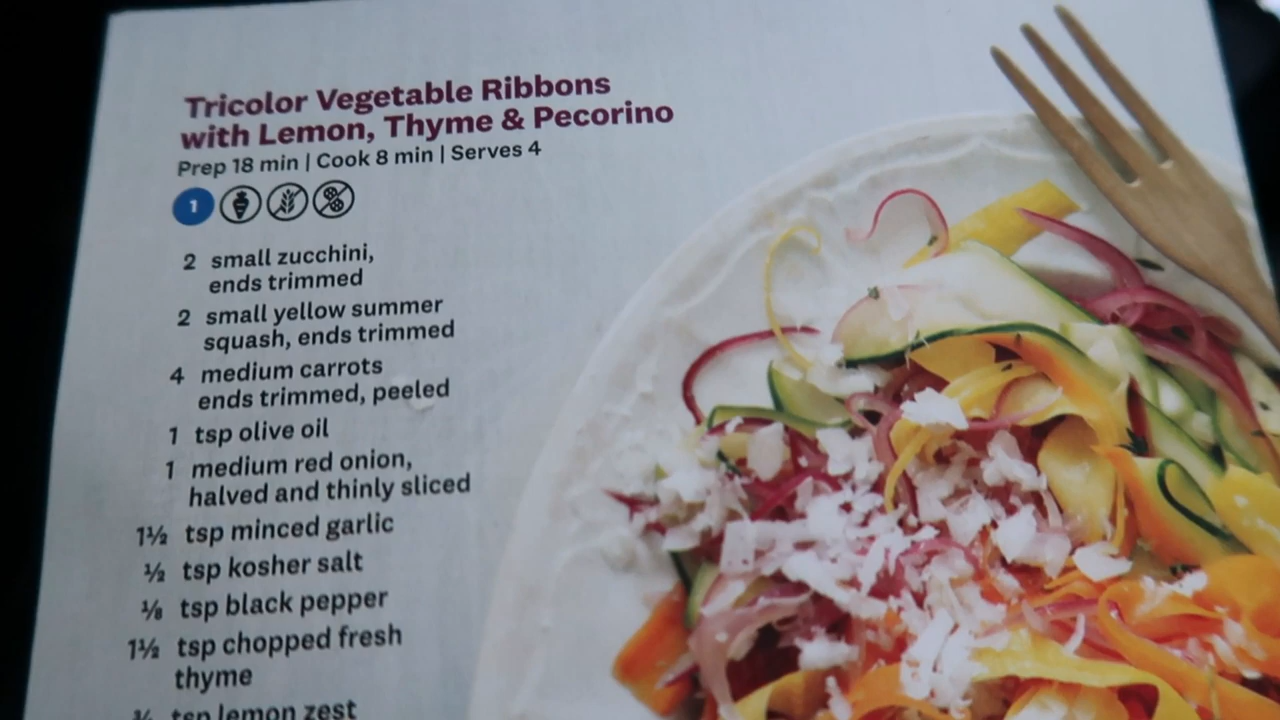 Tricolor Vegetable Ribbons
with Lemon, Thyme & Pecorino
Prep 18 min | Cook 8 min | Serves 4
1
2 small zucchini,
ends trimmed
2 small yellow summer
squash, ends trimmed
4 medium carrots
ends trimmed, peeled
1 tsp olive oil
1 medium red onion,
halved and thinly sliced
1½ tsp minced garlic
½ tsp kosher salt
⅛ tsp black pepper
1½ tsp chopped fresh
thyme
tsp lemon zest